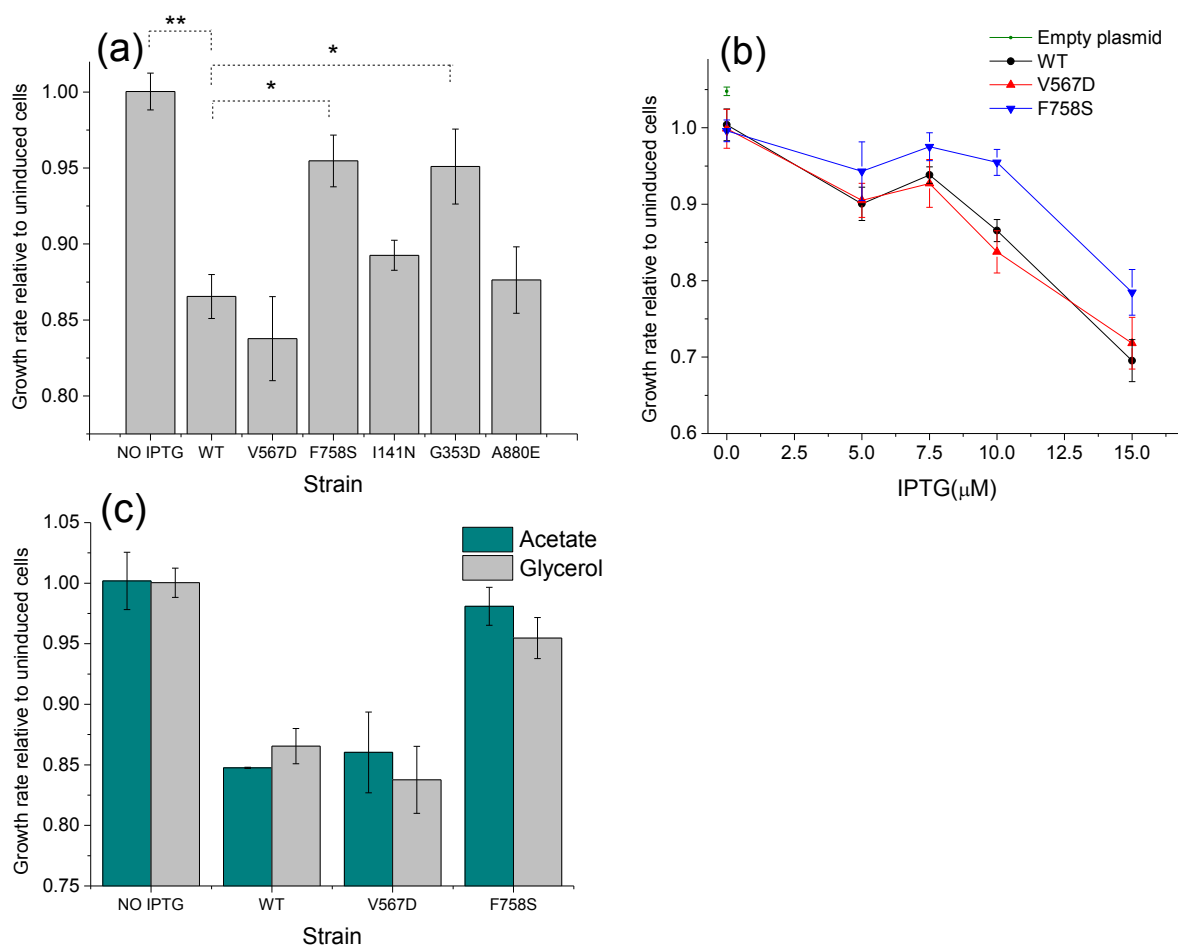 (a)
**
*
*
Growth rate relative to uninduced cells
1.00
0.95
0.90
0.85
0.80
NO IPTG WT V567D F758S I141N G353D A880E
Strain
(b)
Empty plasmid
WT
V567D
F758S
Growth rate relative to uninduced cells
1.0
0.9
0.8
0.7
0.6
0.0 2.5 5.0 7.5 10.0 12.5 15.0
IPTG(μM)
(c)
Acetate
Glycerol
Growth rate relative to uninduced cells
1.05
1.00
0.95
0.90
0.85
0.80
0.75
NO IPTG WT V567D F758S
Strain